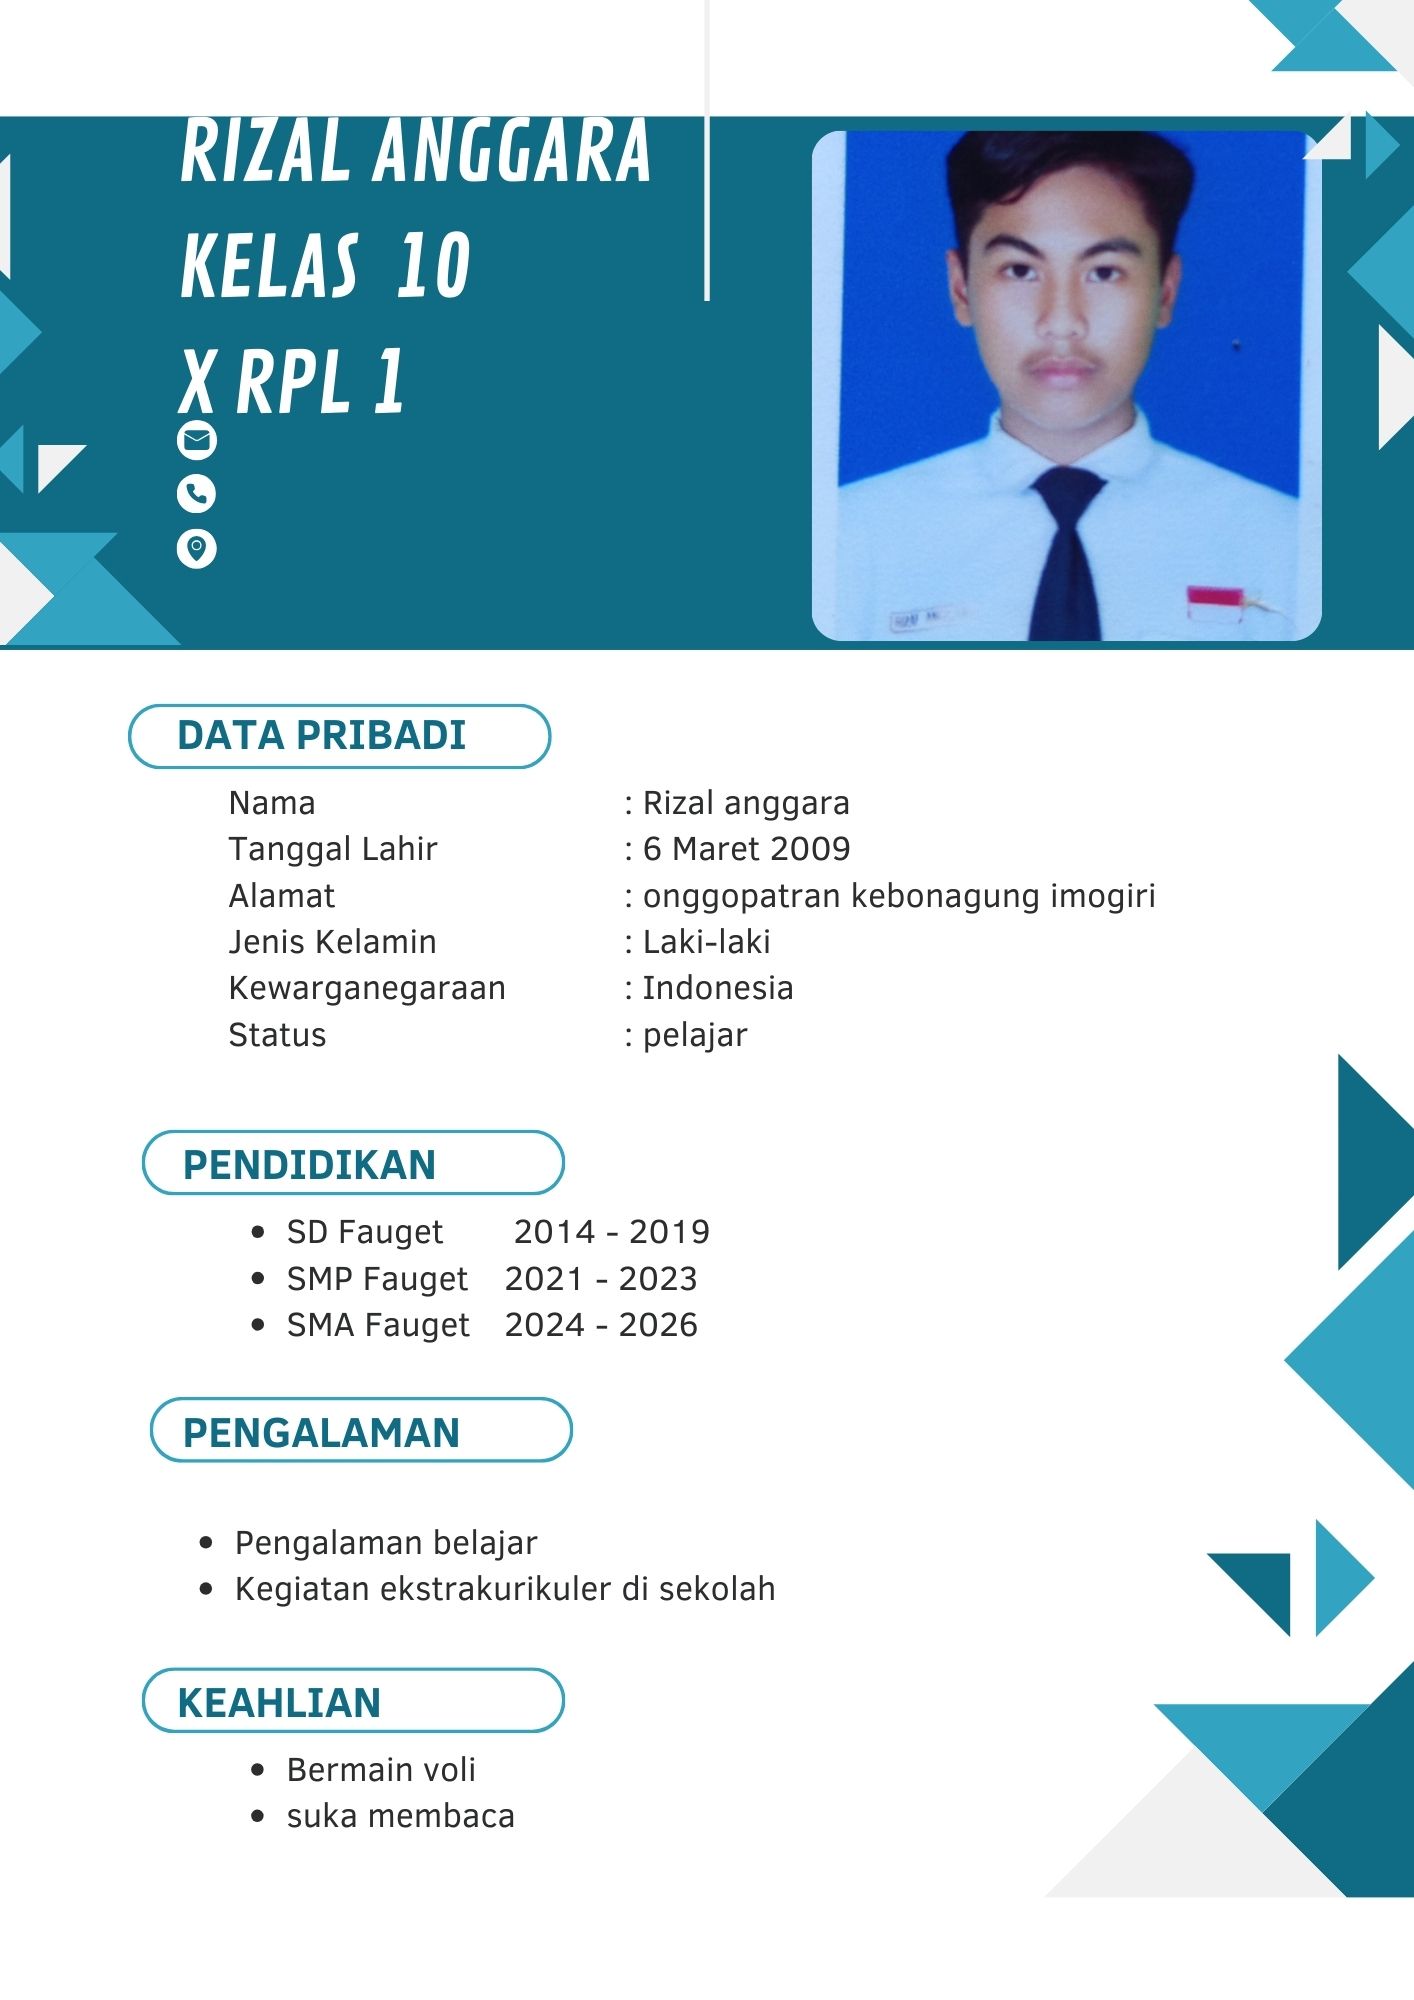 RIZAL ANGGARA
KELAS 10
X RPL 1
DATA PRIBADI
Nama : Rizal anggara
Tanggal Lahir : 6 Maret 2009
Alamat : onggopatran kebonagung imogiri
Jenis Kelamin : Laki-laki
Kewarganegaraan : Indonesia
Status : pelajar
PENDIDIKAN
• SD Fauget 2014 - 2019
• SMP Fauget 2021 - 2023
• SMA Fauget 2024 - 2026
PENGALAMAN
• Pengalaman belajar
• Kegiatan ekstrakurikuler di sekolah
KEAHLIAN
• Bermain voli
• suka membaca